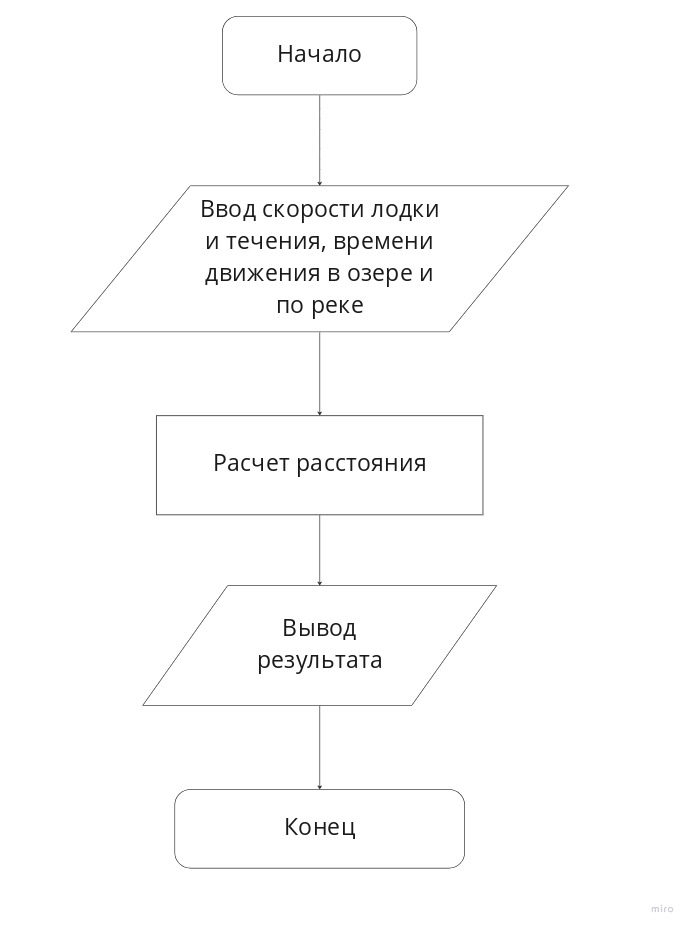 Начало
Ввод скорости лодки
и течения, времени
движения в озере и
по реке
Расчет расстояния
Вывод
результата
Конец
miro